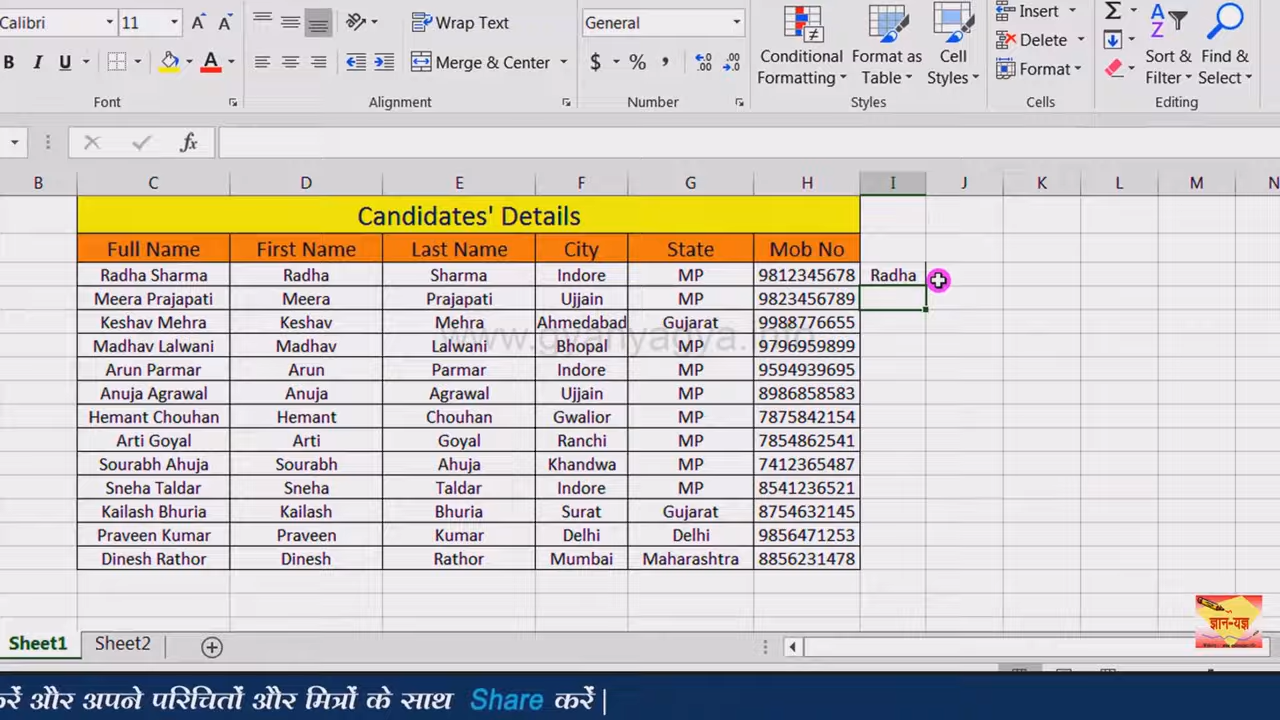 Calibri 11 Wrap Text General Insert
B I U Merge & Center $ % , Conditional Formatting Format as Table Cell Styles Delete Sort & Filter Find & Select
Format
Font Alignment Number Styles Cells Editing
fx
B C D E F G H I J K L M N
Candidates' Details
Full Name First Name Last Name City State Mob No
Radha Sharma Radha Sharma Indore MP 9812345678 Radha
Meera Prajapati Meera Prajapati Ujjain MP 9823456789
Keshav Mehra Keshav Mehra Ahmedabad Gujarat 9988776655
www.gyanyagya.info
Madhav Lalwani Madhav Lalwani Bhopal MP 9796959899
Arun Parmar Arun Parmar Indore MP 9594939695
Anuja Agrawal Anuja Agrawal Ujjain MP 8986858583
Hemant Chouhan Hemant Chouhan Gwalior MP 7875842154
Arti Goyal Arti Goyal Ranchi MP 7854862541
Sourabh Ahuja Sourabh Ahuja Khandwa MP 7412365487
Sneha Taldar Sneha Taldar Indore MP 8541236521
Kailash Bhuria Kailash Bhuria Surat Gujarat 8754632145
Praveen Kumar Praveen Kumar Delhi Delhi 9856471253
Dinesh Rathor Dinesh Rathor Mumbai Maharashtra 8856231478
ज्ञान-यज्ञ
Sheet1 Sheet2
करें और अपने परिचितों और मित्रों के साथ Share करें |